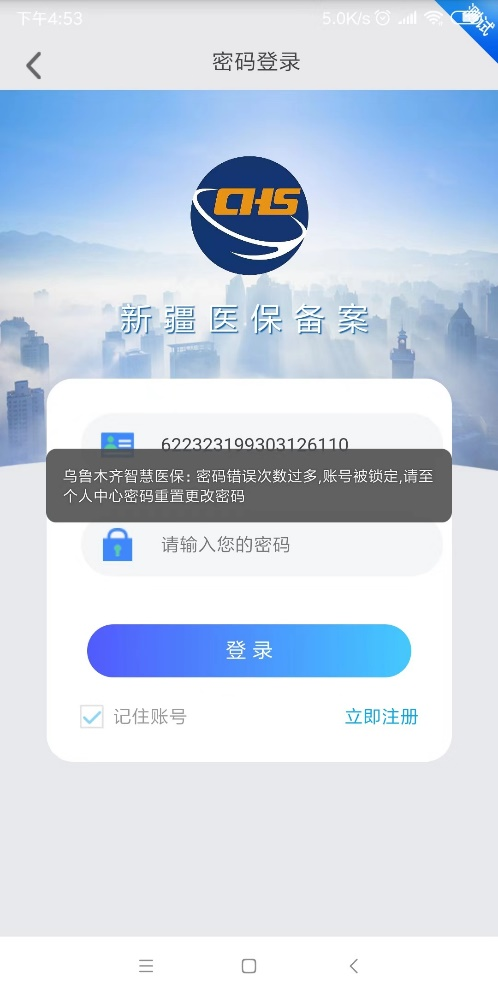 下午4:53
5.0K/s
测试
密码登录
CHS
新疆医保备案
622323199303126110
乌鲁木齐智慧医保: 密码错误次数过多,账号被锁定,请至
个人中心密码重置更改密码
请输入您的密码
登录
记住账号
立即注册